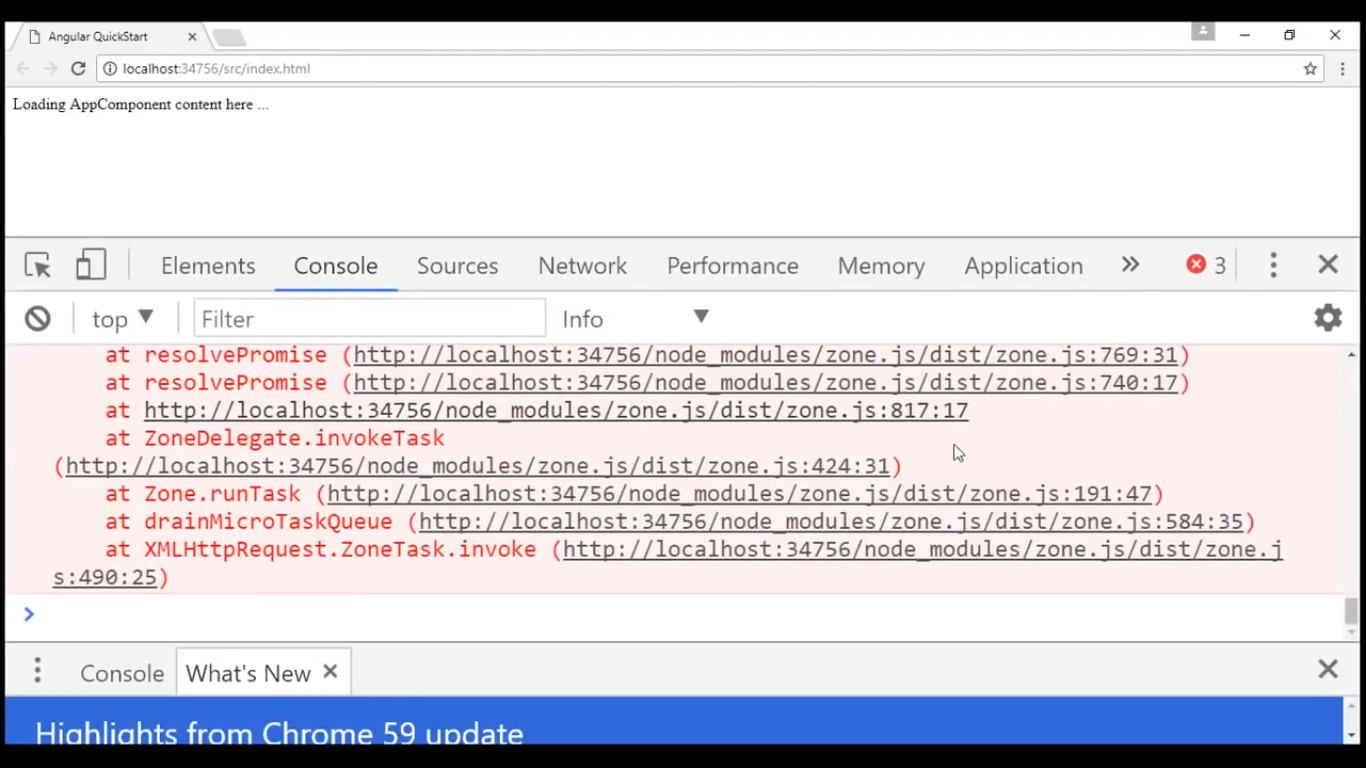 Angular QuickStart
localhost:34756/src/index.html
Loading AppComponent content here ...
Elements Console Sources Network Performance Memory Application 3
top Filter Info
at resolvePromise (http://localhost:34756/node_modules/zone.js/dist/zone.js:769:31)
at resolvePromise (http://localhost:34756/node_modules/zone.js/dist/zone.js:740:17)
at http://localhost:34756/node_modules/zone.js/dist/zone.js:817:17
at ZoneDelegate.invokeTask
(http://localhost:34756/node_modules/zone.js/dist/zone.js:424:31)
at Zone.runTask (http://localhost:34756/node_modules/zone.js/dist/zone.js:191:47)
at drainMicroTaskQueue (http://localhost:34756/node_modules/zone.js/dist/zone.js:584:35)
at XMLHttpRequest.ZoneTask.invoke (http://localhost:34756/node_modules/zone.js/dist/zone.j
s:490:25)
Console What's New
Highlights from Chrome 59 update